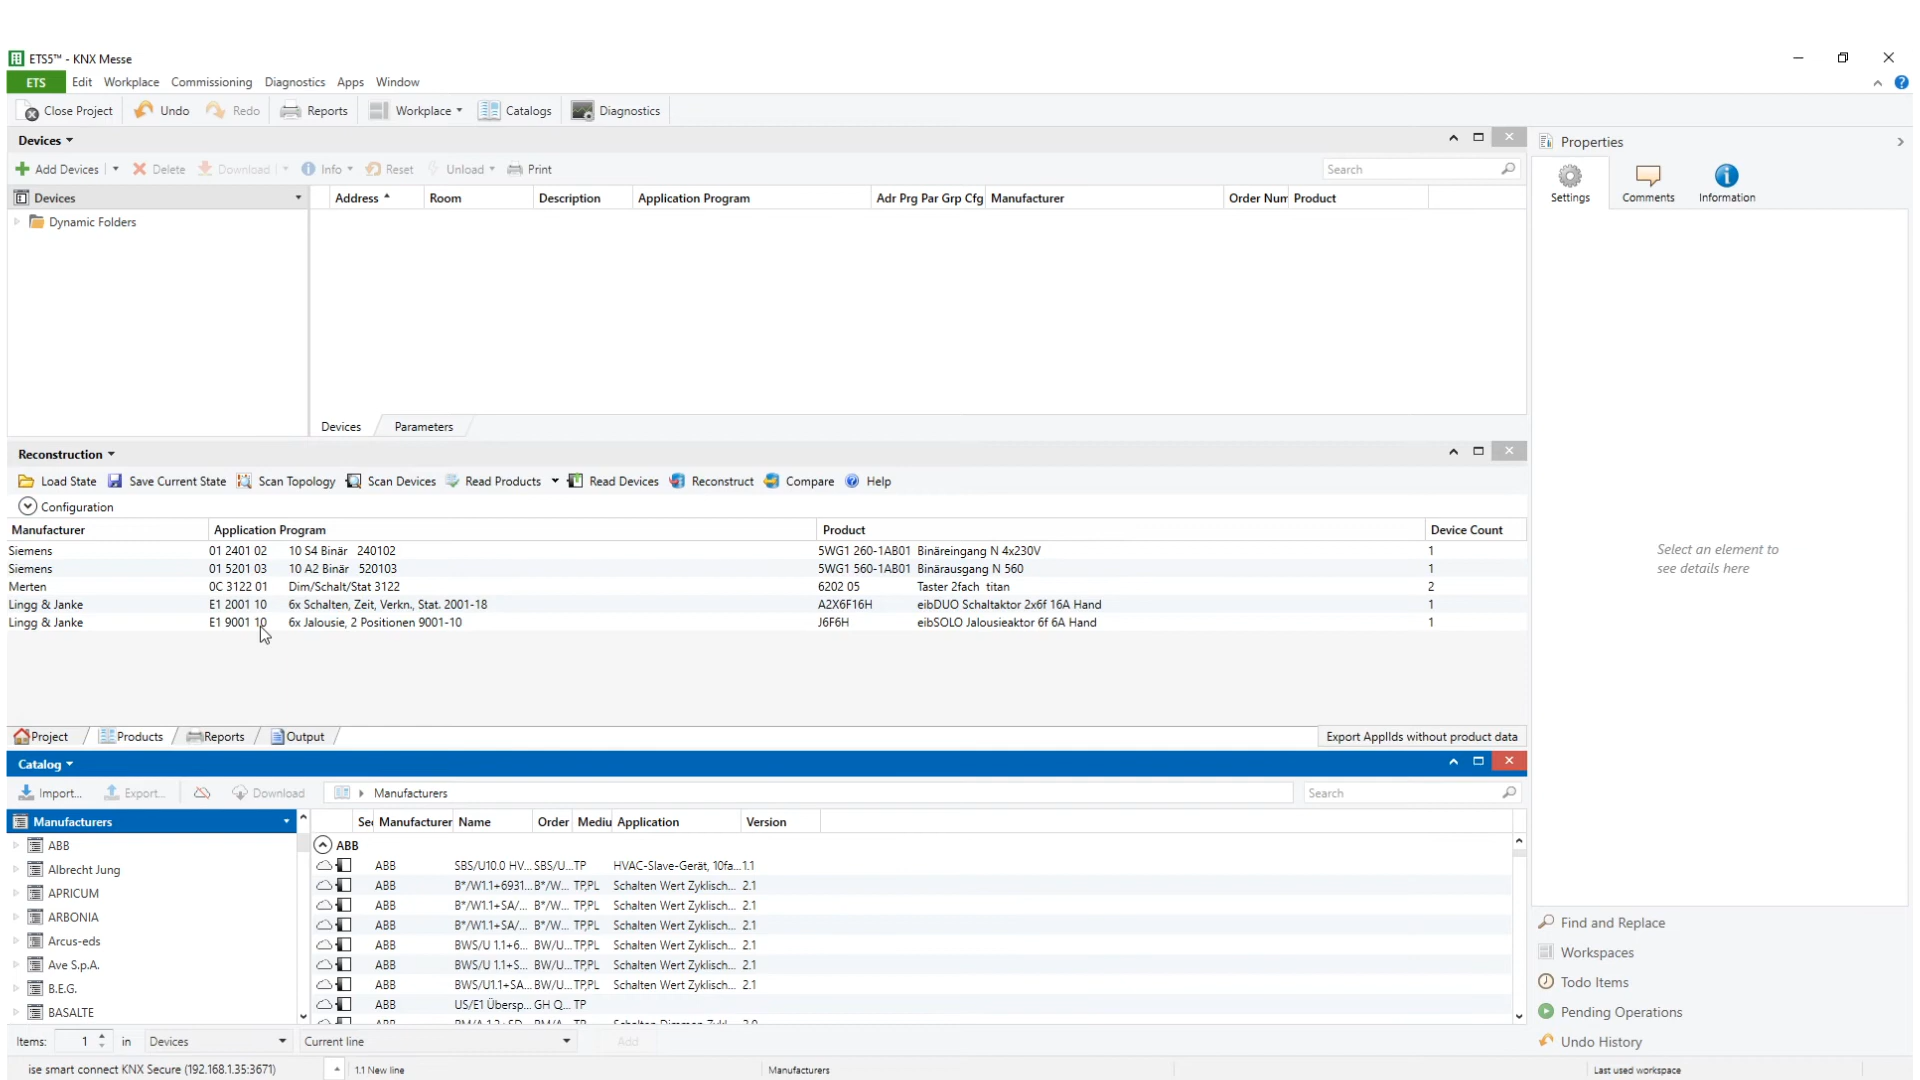 ETS5™ - KNX Messe
ETS Edit Workplace Commissioning Diagnostics Apps Window
Close Project Undo Redo Reports Workplace Catalogs Diagnostics
Devices
Add Devices Delete Download Info Reset Unload Print Search
Devices Address Room Description Application Program Adr Prg Par Grp Cfg Manufacturer Order Num Product
Dynamic Folders
Devices Parameters
Reconstruction
Load State Save Current State Scan Topology Scan Devices Read Products Read Devices Reconstruct Compare Help
Configuration
Manufacturer Application Program Product Device Count
Siemens 01 2401 02 10 S4 Binär 240102 5WG1 260-1AB01 Binäreingang N 4x230V 1
Siemens 01 5201 03 10 A2 Binär 520103 5WG1 560-1AB01 Binärausgang N 560 1
Merten 0C 3122 01 Dim/Schalt/Stat 3122 6202 05 Taster 2fach titan 2
Lingg & Janke E1 2001 10 6x Schalten, Zeit, Verkn., Stat. 2001-18 A2X6F16H eibDUO Schaltaktor 2x6f 16A Hand 1
Lingg & Janke E1 9001 10 6x Jalousie, 2 Positionen 9001-10 J6F6H eibSOLO Jalousieaktor 6f 6A Hand 1
Project Products Reports Output Export ApplIds without product data
Catalog
Import... Export... Download Manufacturers Search
Manufacturers Sec Manufacturer Name Order Mediu Application Version
ABB
ABB SBS/U10.0 HV... SBS/U... TP HVAC-Slave-Gerät, 10fa... 1.1
ABB B*/W1.1+6931... B*/W... TP,PL Schalten Wert Zyklisch... 2.1
ABB B*/W1.1+SA/... B*/W... TP,PL Schalten Wert Zyklisch... 2.1
ABB B*/W1.1+SA/... B*/W... TP,PL Schalten Wert Zyklisch... 2.1
ABB BWS/U 1.1+6... BW/U... TP,PL Schalten Wert Zyklisch... 2.1
ABB BWS/U 1.1+S... BW/U... TP,PL Schalten Wert Zyklisch... 2.1
ABB BWS/U1.1+SA... BW/U... TP,PL Schalten Wert Zyklisch... 2.1
ABB US/E1 Übersp... GH Q... TP
ABB
Albrecht Jung
APRICUM
ARBONIA
Arcus-eds
Ave S.p.A.
B.E.G.
BASALTE
Items: 1 in Devices Current line Add
ise smart connect KNX Secure (192.168.1.35:3671) 1.1 New line Manufacturers Last used workspace
Properties
Settings Comments Information
Select an element to
see details here
Find and Replace
Workspaces
Todo Items
Pending Operations
Undo History